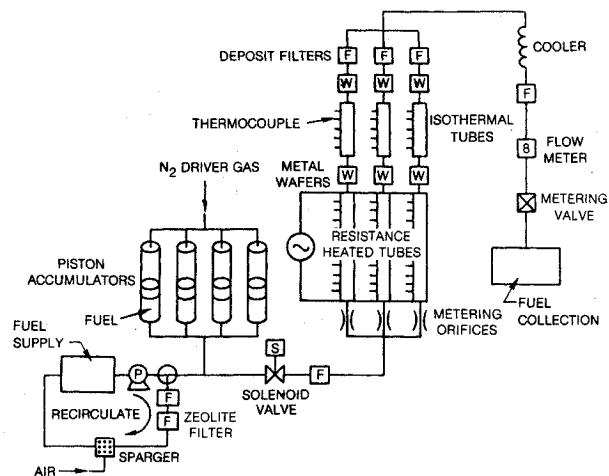 DEPOSIT FILTERS
F
F
F
COOLER
W
W
W
F
THERMOCOUPLE
ISOTHERMAL
TUBES
N2 DRIVER GAS
METAL
WAFERS
W
W
W
8
FLOW
METER
METERING
VALVE
RESISTANCE
HEATED TUBES
PISTON
ACCUMULATORS
FUEL
METERING
ORIFICES
FUEL
COLLECTION
FUEL
SUPPLY
S
P
F
SOLENOID
VALVE
RECIRCULATE
F
F
ZEOLITE
FILTER
SPARGER
AIR